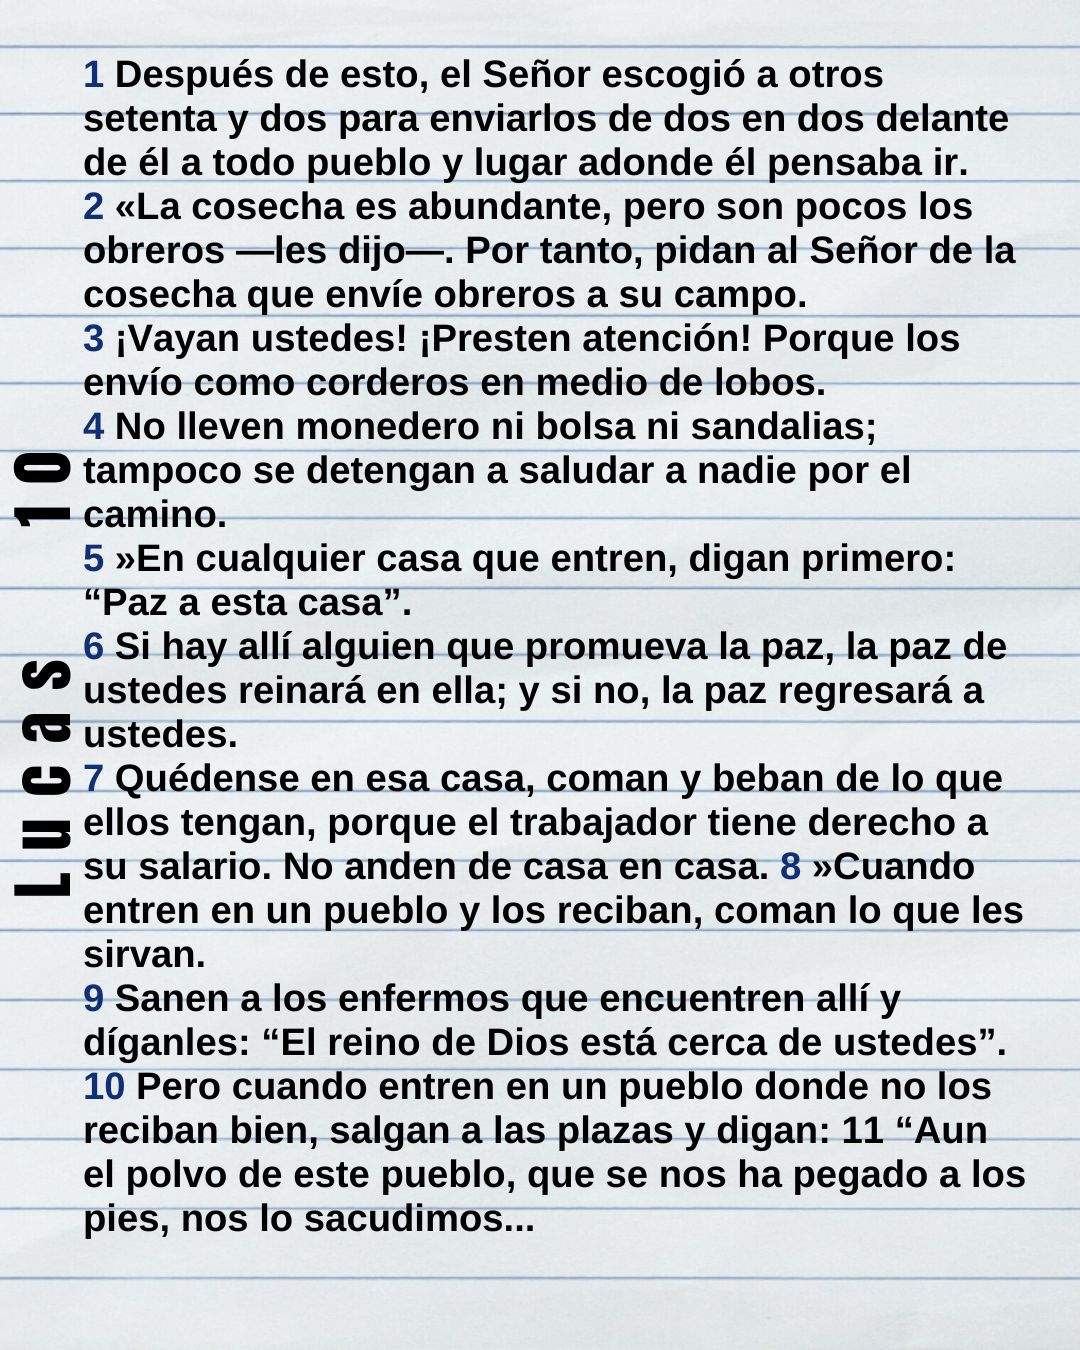 Lucas 10
1 Después de esto, el Señor escogió a otros
setenta y dos para enviarlos de dos en dos delante
de él a todo pueblo y lugar adonde él pensaba ir.
2 «La cosecha es abundante, pero son pocos los
obreros —les dijo—. Por tanto, pidan al Señor de la
cosecha que envíe obreros a su campo.
3 ¡Vayan ustedes! ¡Presten atención! Porque los
envío como corderos en medio de lobos.
4 No lleven monedero ni bolsa ni sandalias;
tampoco se detengan a saludar a nadie por el
camino.
5 »En cualquier casa que entren, digan primero:
“Paz a esta casa”.
6 Si hay allí alguien que promueva la paz, la paz de
ustedes reinará en ella; y si no, la paz regresará a
ustedes.
7 Quédense en esa casa, coman y beban de lo que
ellos tengan, porque el trabajador tiene derecho a
su salario. No anden de casa en casa. 8 »Cuando
entren en un pueblo y los reciban, coman lo que les
sirvan.
9 Sanen a los enfermos que encuentren allí y
díganles: “El reino de Dios está cerca de ustedes”.
10 Pero cuando entren en un pueblo donde no los
reciban bien, salgan a las plazas y digan: 11 “Aun
el polvo de este pueblo, que se nos ha pegado a los
pies, nos lo sacudimos...